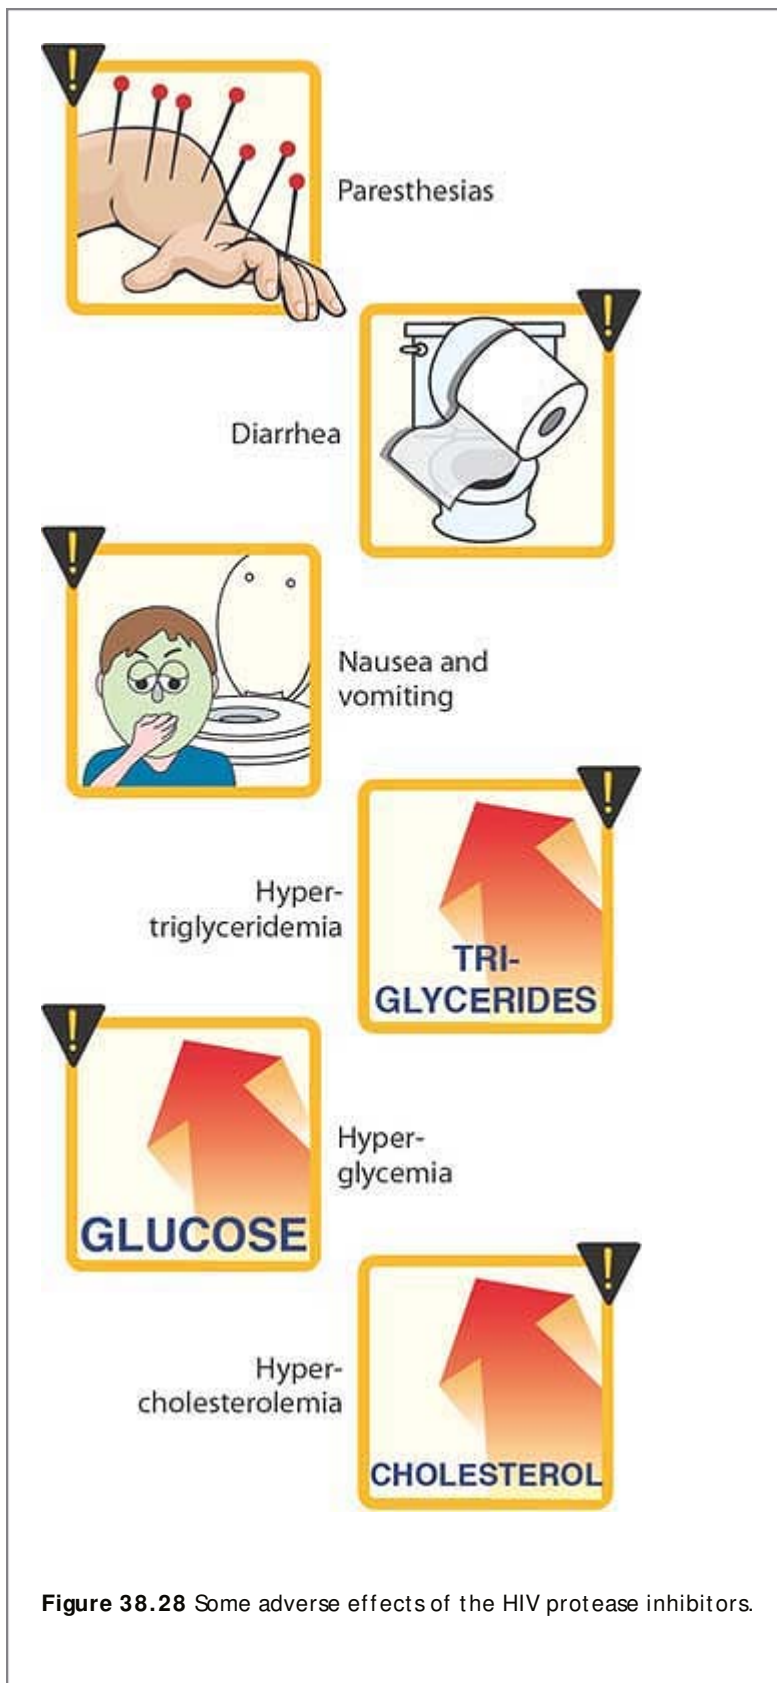 !
Paresthesias
!
Diarrhea
!
Nausea and
vomiting
!
Hyper-
triglyceridemia
TRI-
GLYCERIDES
!
GLUCOSE
Hyper-
glycemia
!
Hyper-
cholesterolemia
CHOLESTEROL
Figure 38.28 Some adverse effects of the HIV protease inhibitors.